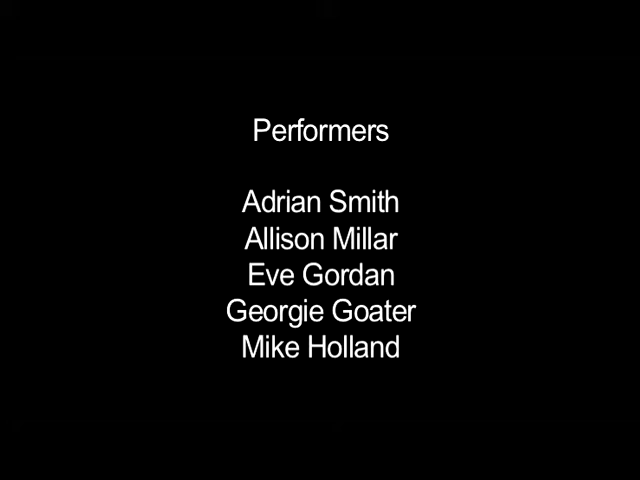 Performers
Adrian Smith
Allison Millar
Eve Gordan
Georgie Goater
Mike Holland